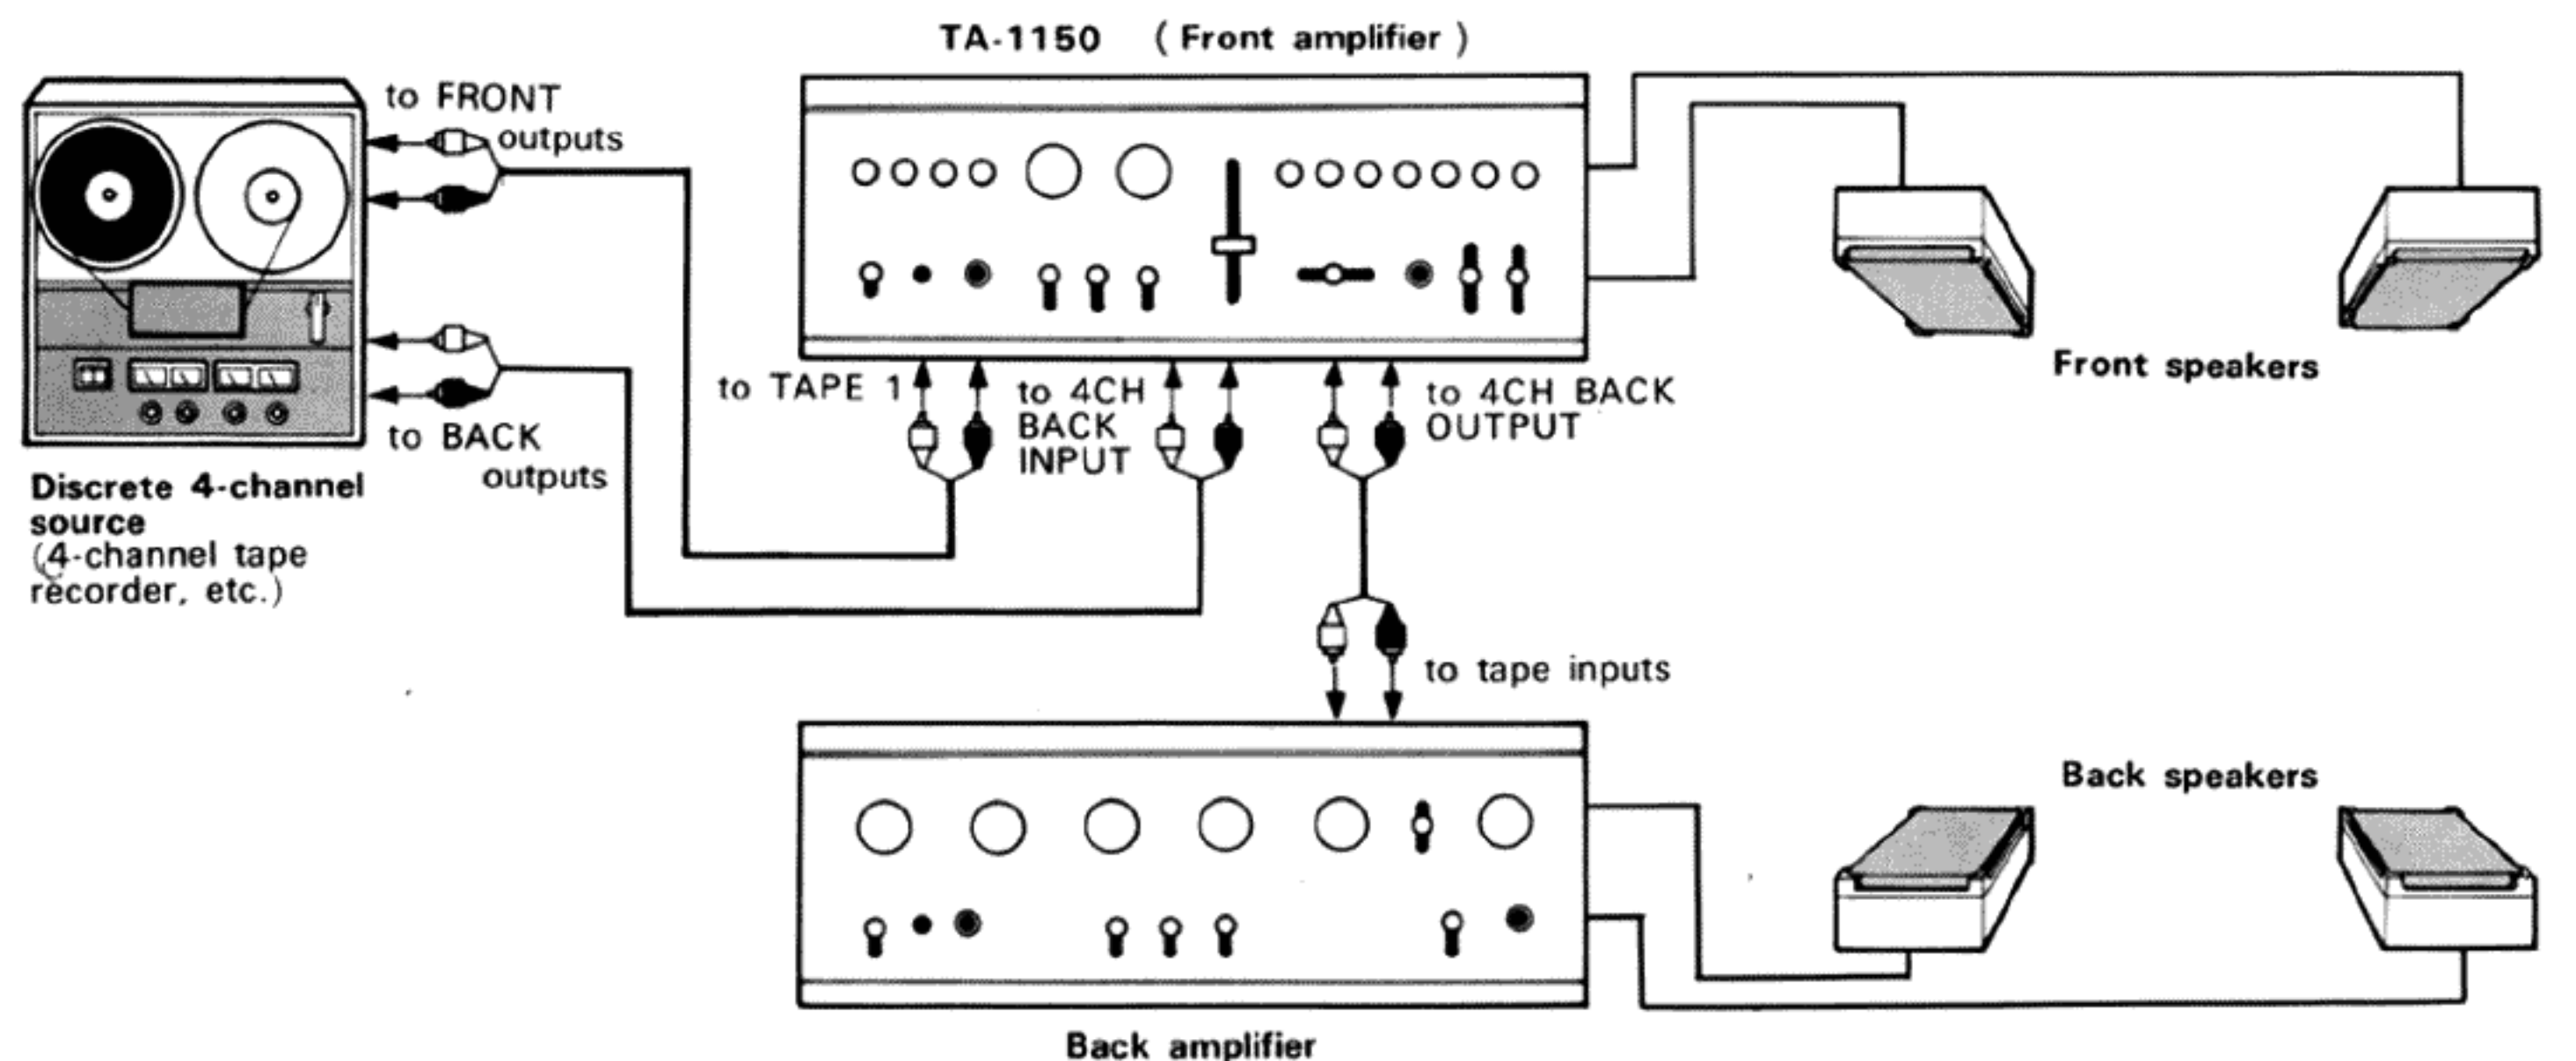 TA-1150 ( Front amplifier )
to FRONT
outputs
to BACK
outputs
Discrete 4-channel
source
(4-channel tape
recorder, etc.)
to TAPE 1
to 4CH
BACK
INPUT
to 4CH BACK
OUTPUT
Front speakers
to tape inputs
Back speakers
Back amplifier